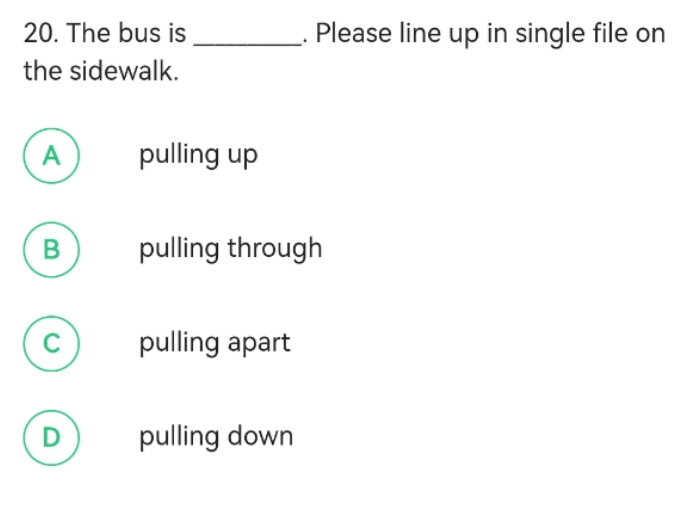 20. The bus is _________. Please line up in single file on
the sidewalk.
A pulling up
B pulling through
C pulling apart
D pulling down